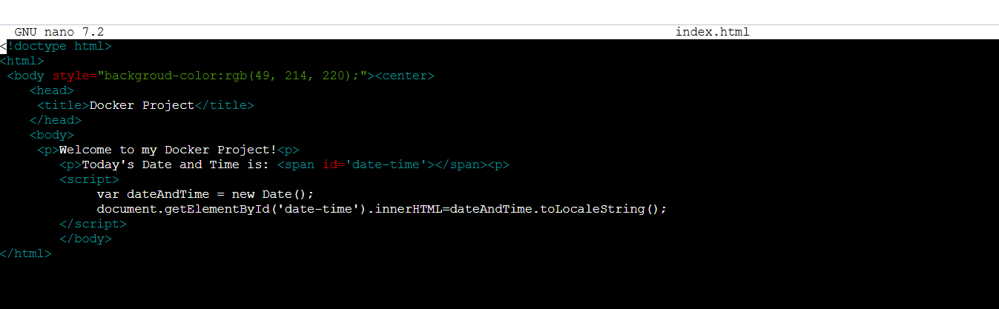 GNU nano 7.2 index.html
<!doctype html>
<html>
<body style="backgroud-color:rgb(49, 214, 220);"><center>
<head>
<title>Docker Project</title>
</head>
<body>
<p>Welcome to my Docker Project!<p>
<p>Today's Date and Time is: <span id='date-time'></span><p>
<script>
var dateAndTime = new Date();
document.getElementById('date-time').innerHTML=dateAndTime.toLocaleString();
</script>
</body>
</html>